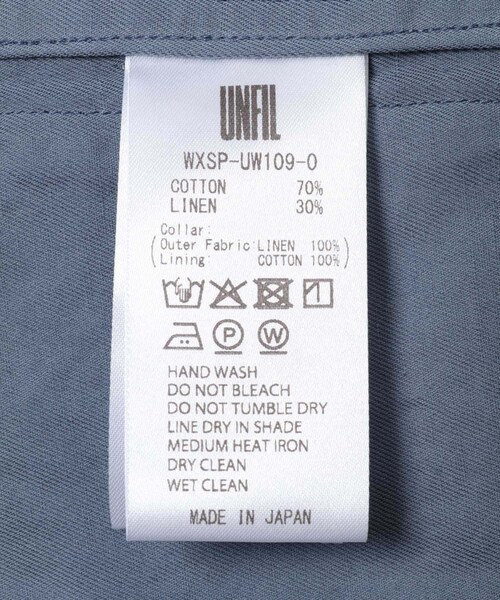 UNFIL
WXSP-UW109-O
COTTON 70%
LINEN 30%
Collar:
(Outer Fabric:LINEN 100%
Lining: COTTON 100%)
P W
HAND WASH
DO NOT BLEACH
DO NOT TUMBLE DRY
LINE DRY IN SHADE
MEDIUM HEAT IRON
DRY CLEAN
WET CLEAN
MADE IN JAPAN